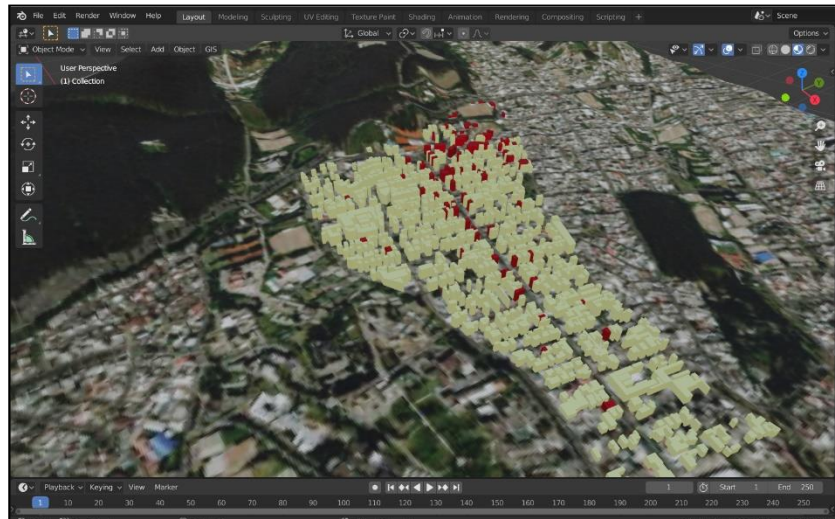 File Edit Render Window Help Layout Modeling Sculpting UV Editing Texture Paint Shading Animation Rendering Compositing Scripting + Scene
Global Options
Object Mode View Select Add Object GIS
User Perspective
(1) Collection
Z
Y
X
Playback Keying View Marker 1 Start 1 End 250
1 10 20 30 40 50 60 70 80 90 100 110 120 130 140 150 160 170 180 190 200 210 220 230 240 250